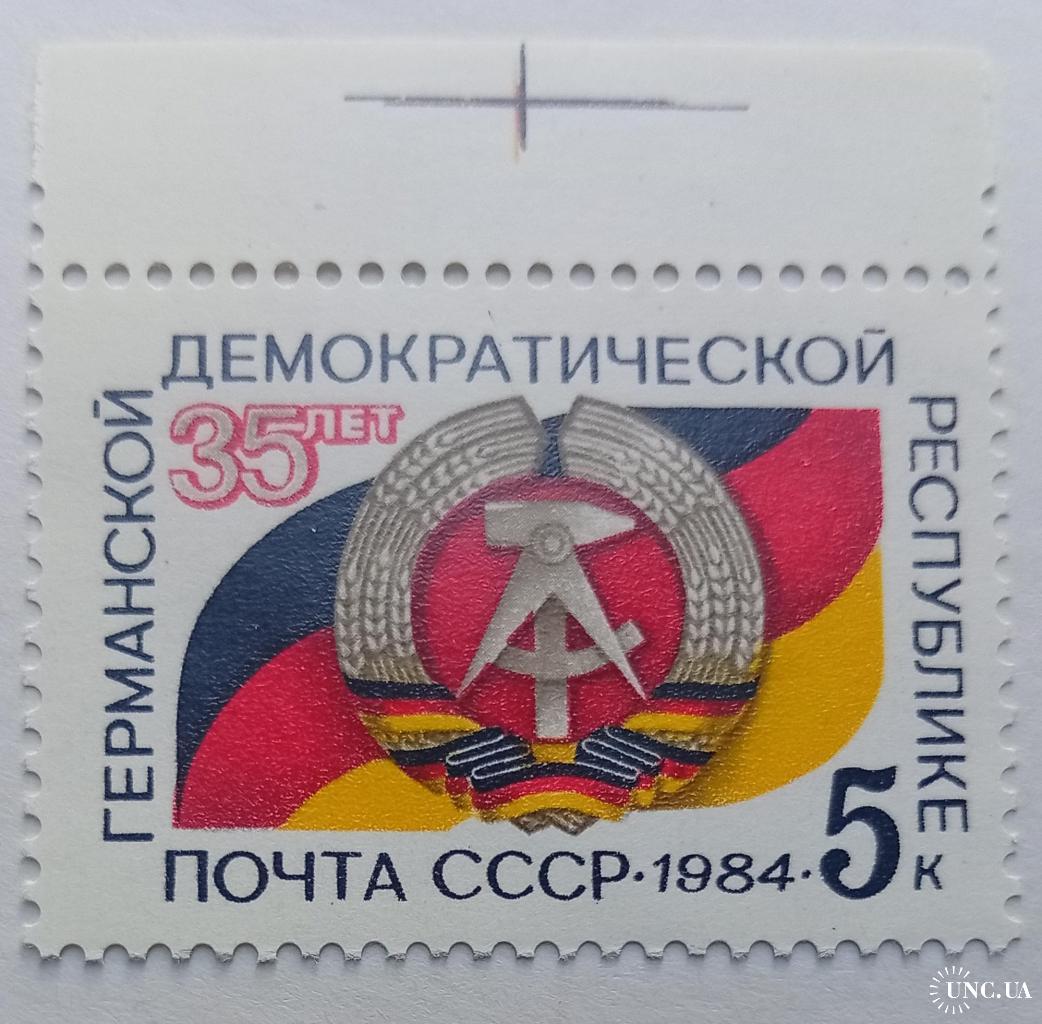 35 ЛЕТ
ГЕРМАНСКОЙ
ДЕМОКРАТИЧЕСКОЙ
РЕСПУБЛИКЕ
ПОЧТА СССР·1984·5 К
UNC.UA